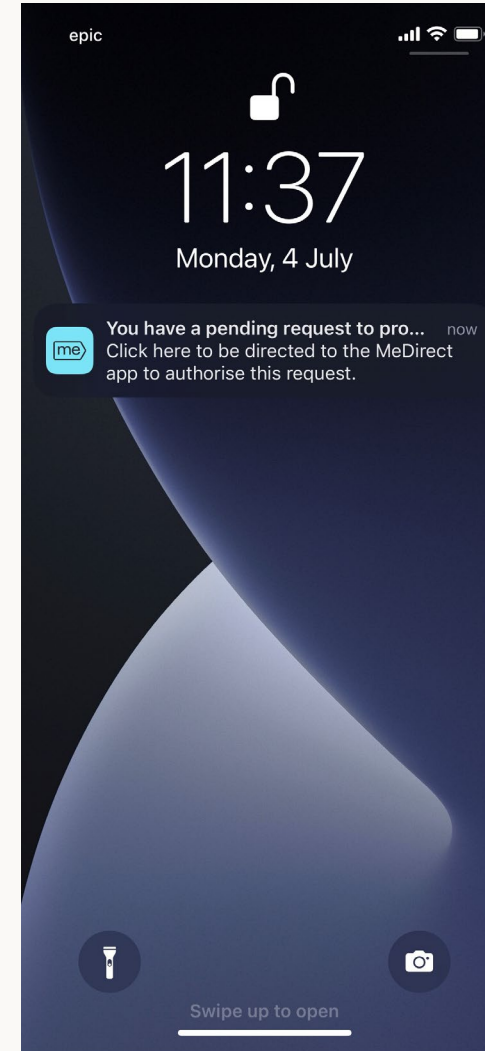 epic
11:37
Monday, 4 July
You have a pending request to pro... now
me
Click here to be directed to the MeDirect
app to authorise this request.
Swipe up to open